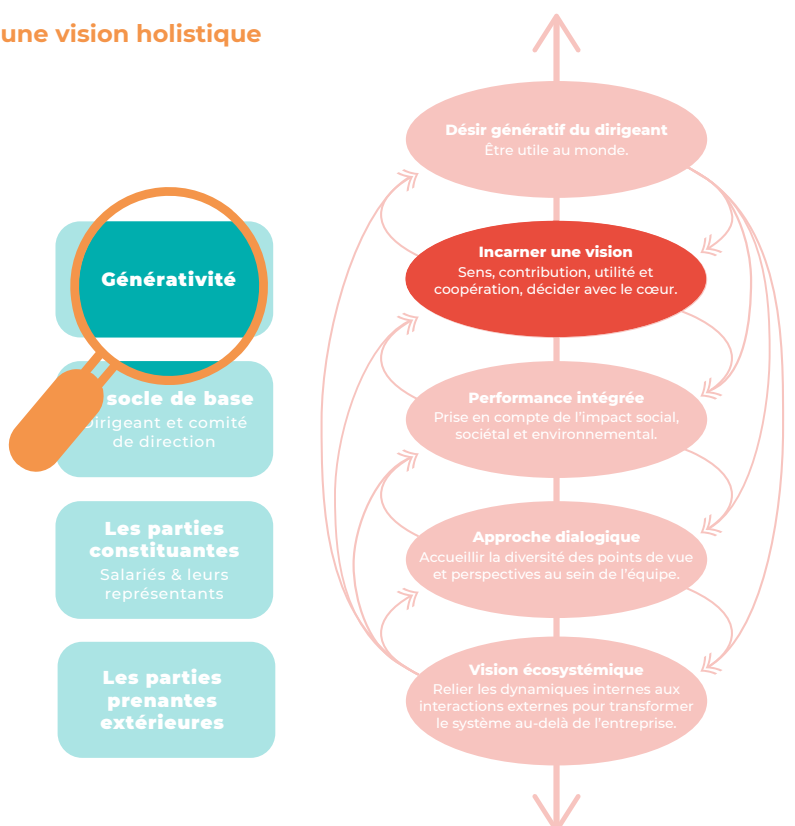 une vision holistique
Générativité
socle de base
Dirigeant et comité
de direction
Les parties
constituantes
Salariés & leurs
représentants
Les parties
prenantes
extérieures
Désir génératif du dirigeant
Être utile au monde.
Incarner une vision
Sens, contribution, utilité et
coopération, décider avec le cœur.
Performance intégrée
Prise en compte de l'impact social,
sociétal et environnemental.
Approche dialogique
Accueillir la diversité des points de vue
et perspectives au sein de l'équipe.
Vision écosystémique
Relier les dynamiques internes aux
interactions externes pour transformer
le système au-delà de l'entreprise.